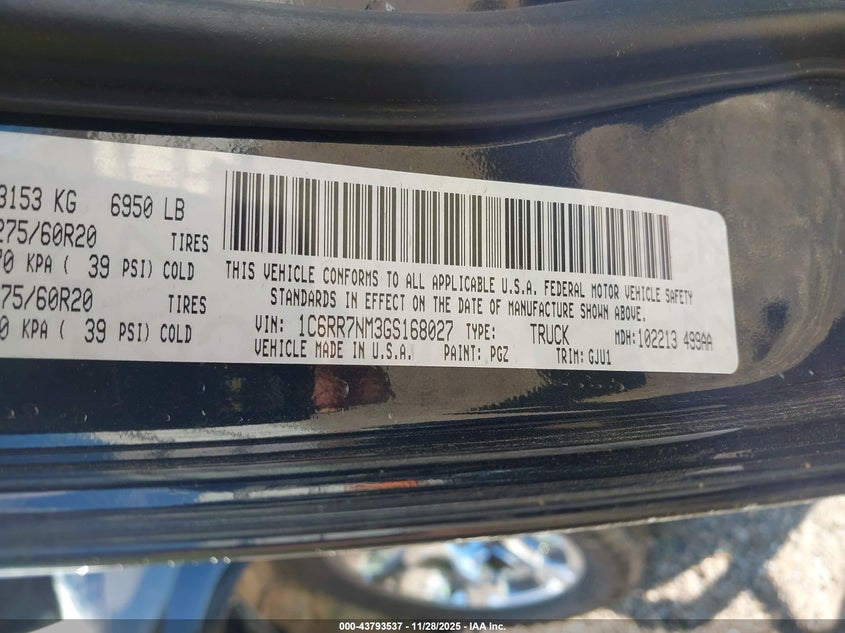 3153 KG 6950 LB
275/60R20 TIRES
70 KPA ( 39 PSI) COLD
275/60R20 TIRES
0 KPA ( 39 PSI) COLD
THIS VEHICLE CONFORMS TO ALL APPLICABLE U.S.A. FEDERAL MOTOR VEHICLE SAFETY
STANDARDS IN EFFECT ON THE DATE OF MANUFACTURE SHOWN ABOVE.
VIN: 1C6RR7NM3GS168027 TYPE: TRUCK MDH:102213 499AA
VEHICLE MADE IN U.S.A. PAINT: PGZ TRIM: GJU1
000-43793537 - 11/28/2025 - IAA Inc.